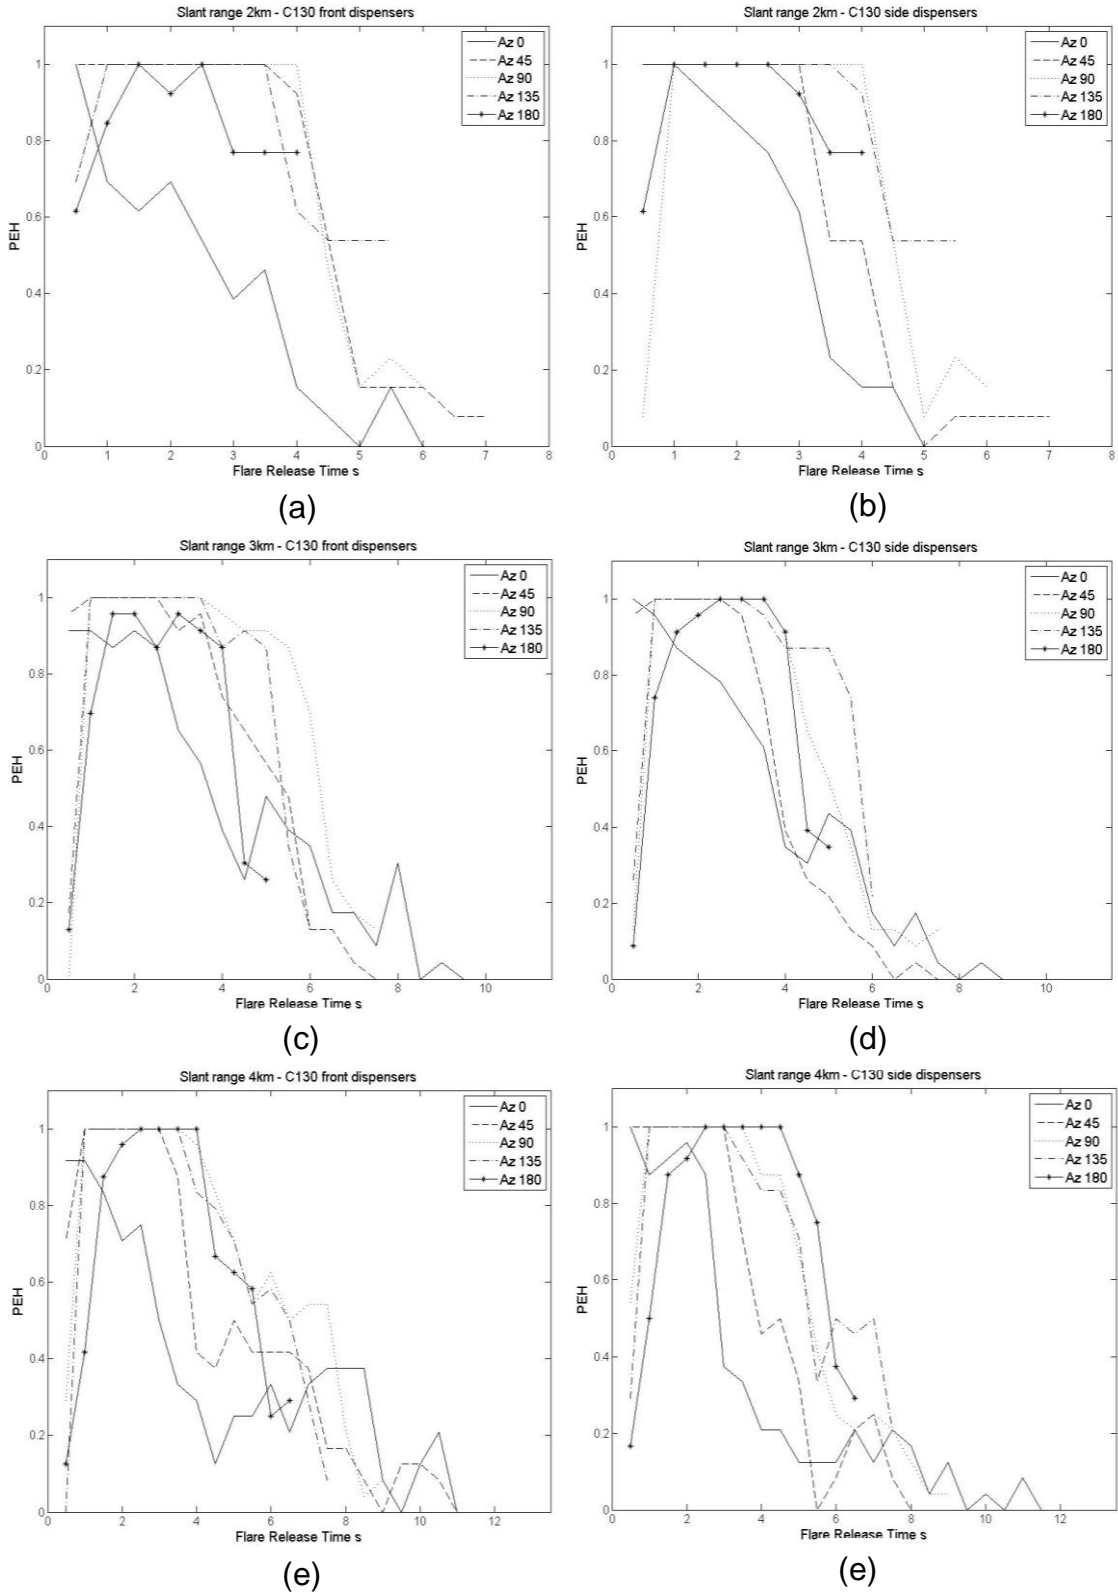 Slant range 2km - C130 front dispensers
Az 0
Az 45
Az 90
Az 135
Az 180
1
0.8
0.6
0.4
0.2
0
PEH
0 1 2 3 4 5 6 7 8
Flare Release Time s
(a)
Slant range 2km - C130 side dispensers
Az 0
Az 45
Az 90
Az 135
Az 180
1
0.8
0.6
0.4
0.2
0
PEH
0 1 2 3 4 5 6 7 8
Flare Release Time s
(b)
Slant range 3km - C130 front dispensers
Az 0
Az 45
Az 90
Az 135
Az 180
1
0.8
0.6
0.4
0.2
0
PEH
0 2 4 6 8 10
Flare Release Time s
(c)
Slant range 3km - C130 side dispensers
Az 0
Az 45
Az 90
Az 135
Az 180
1
0.8
0.6
0.4
0.2
0
PEH
0 2 4 6 8 10
Flare Release Time s
(d)
Slant range 4km - C130 front dispensers
Az 0
Az 45
Az 90
Az 135
Az 180
1
0.8
0.6
0.4
0.2
0
PEH
0 2 4 6 8 10 12
Flare Release Time s
(e)
Slant range 4km - C130 side dispensers
Az 0
Az 45
Az 90
Az 135
Az 180
1
0.8
0.6
0.4
0.2
0
PEH
0 2 4 6 8 10 12
Flare Release Time s
(e)